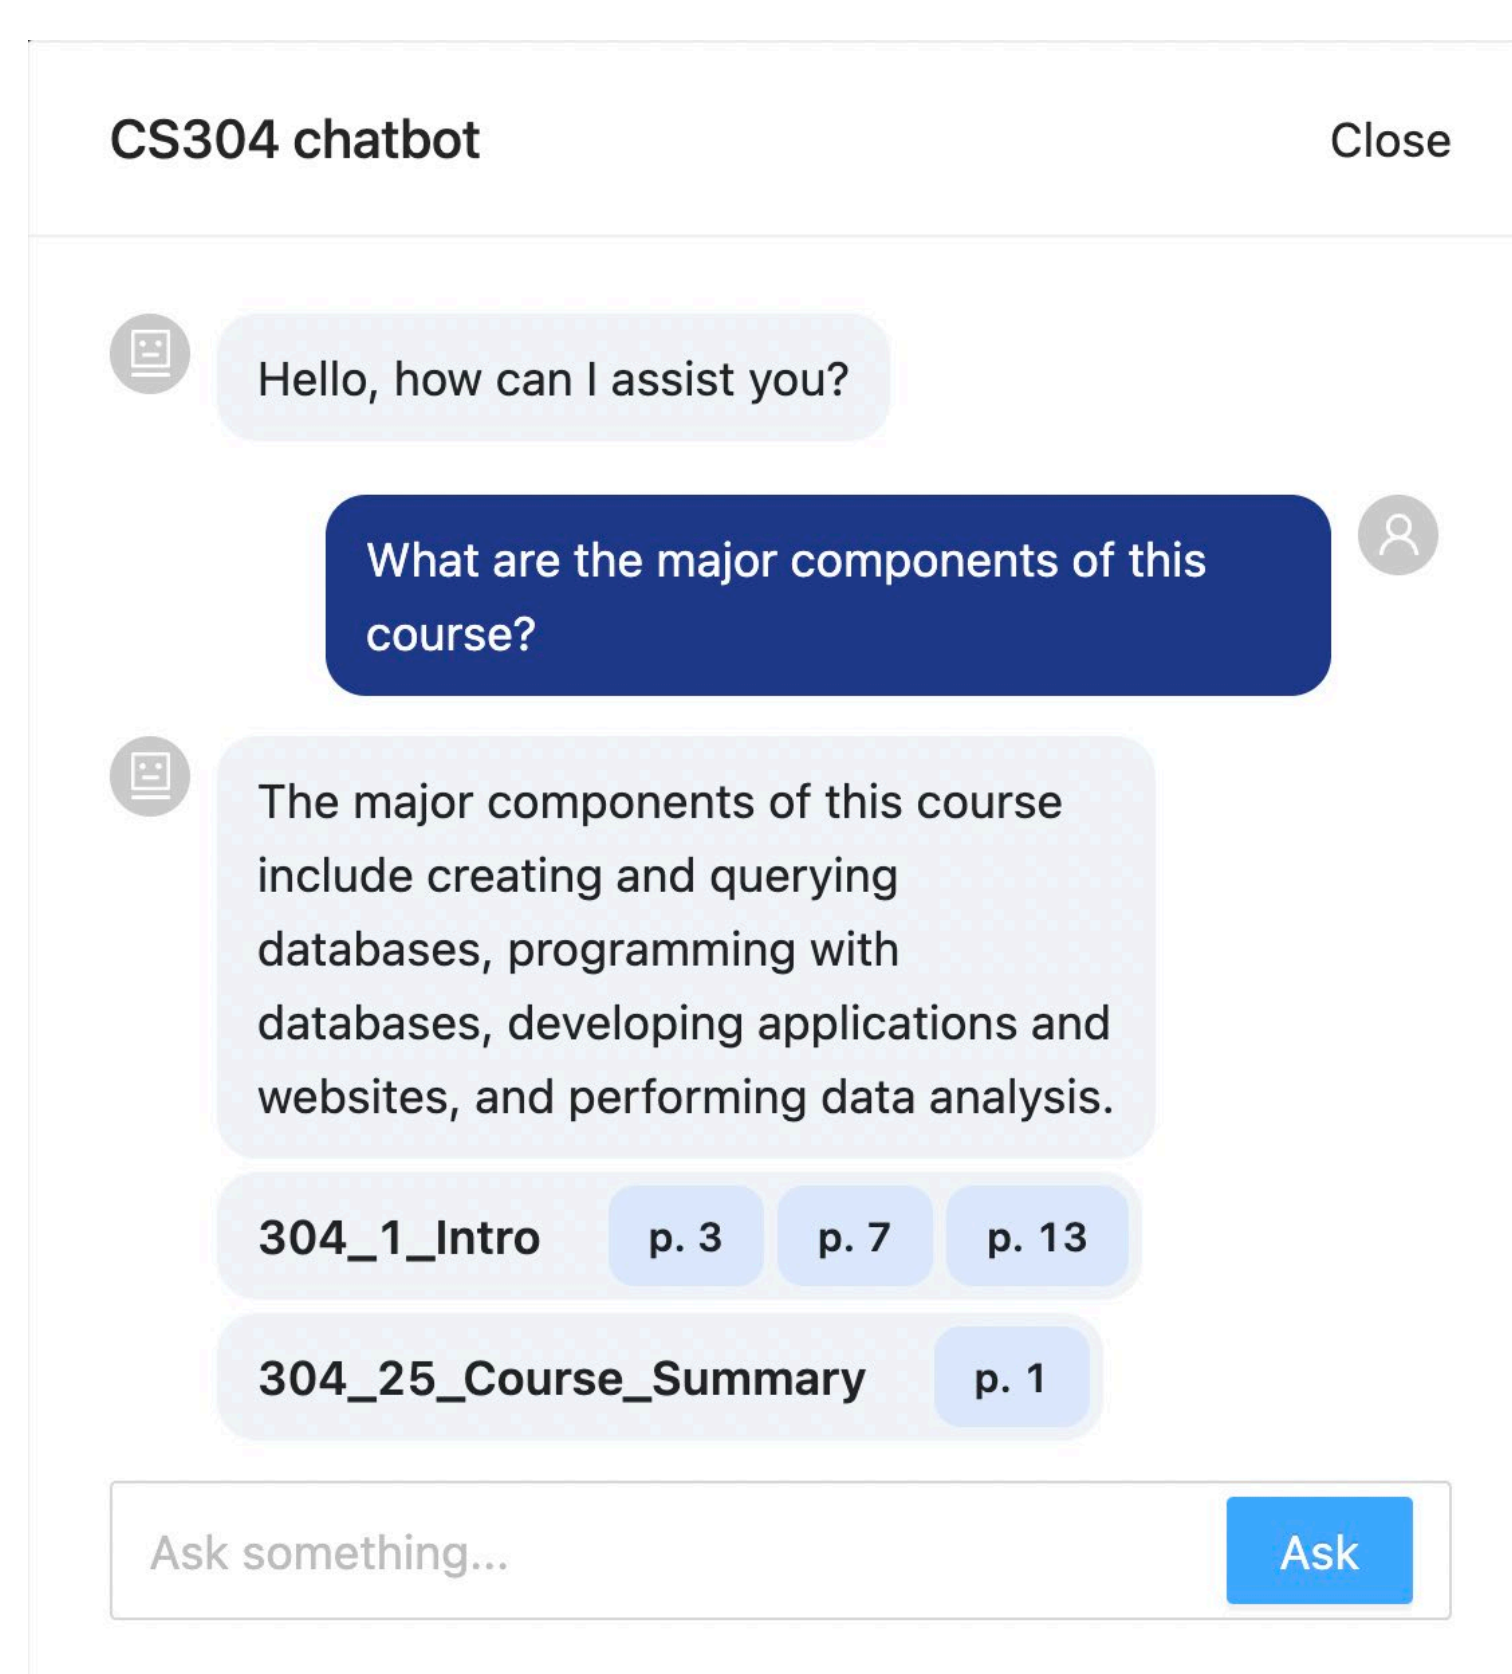 CS304 chatbot
Close
Hello, how can I assist you?
What are the major components of this
course?
The major components of this course
include creating and querying
databases, programming with
databases, developing applications and
websites, and performing data analysis.
304_1_Intro p. 3 p. 7 p. 13
304_25_Course_Summary p. 1
Ask something...
Ask